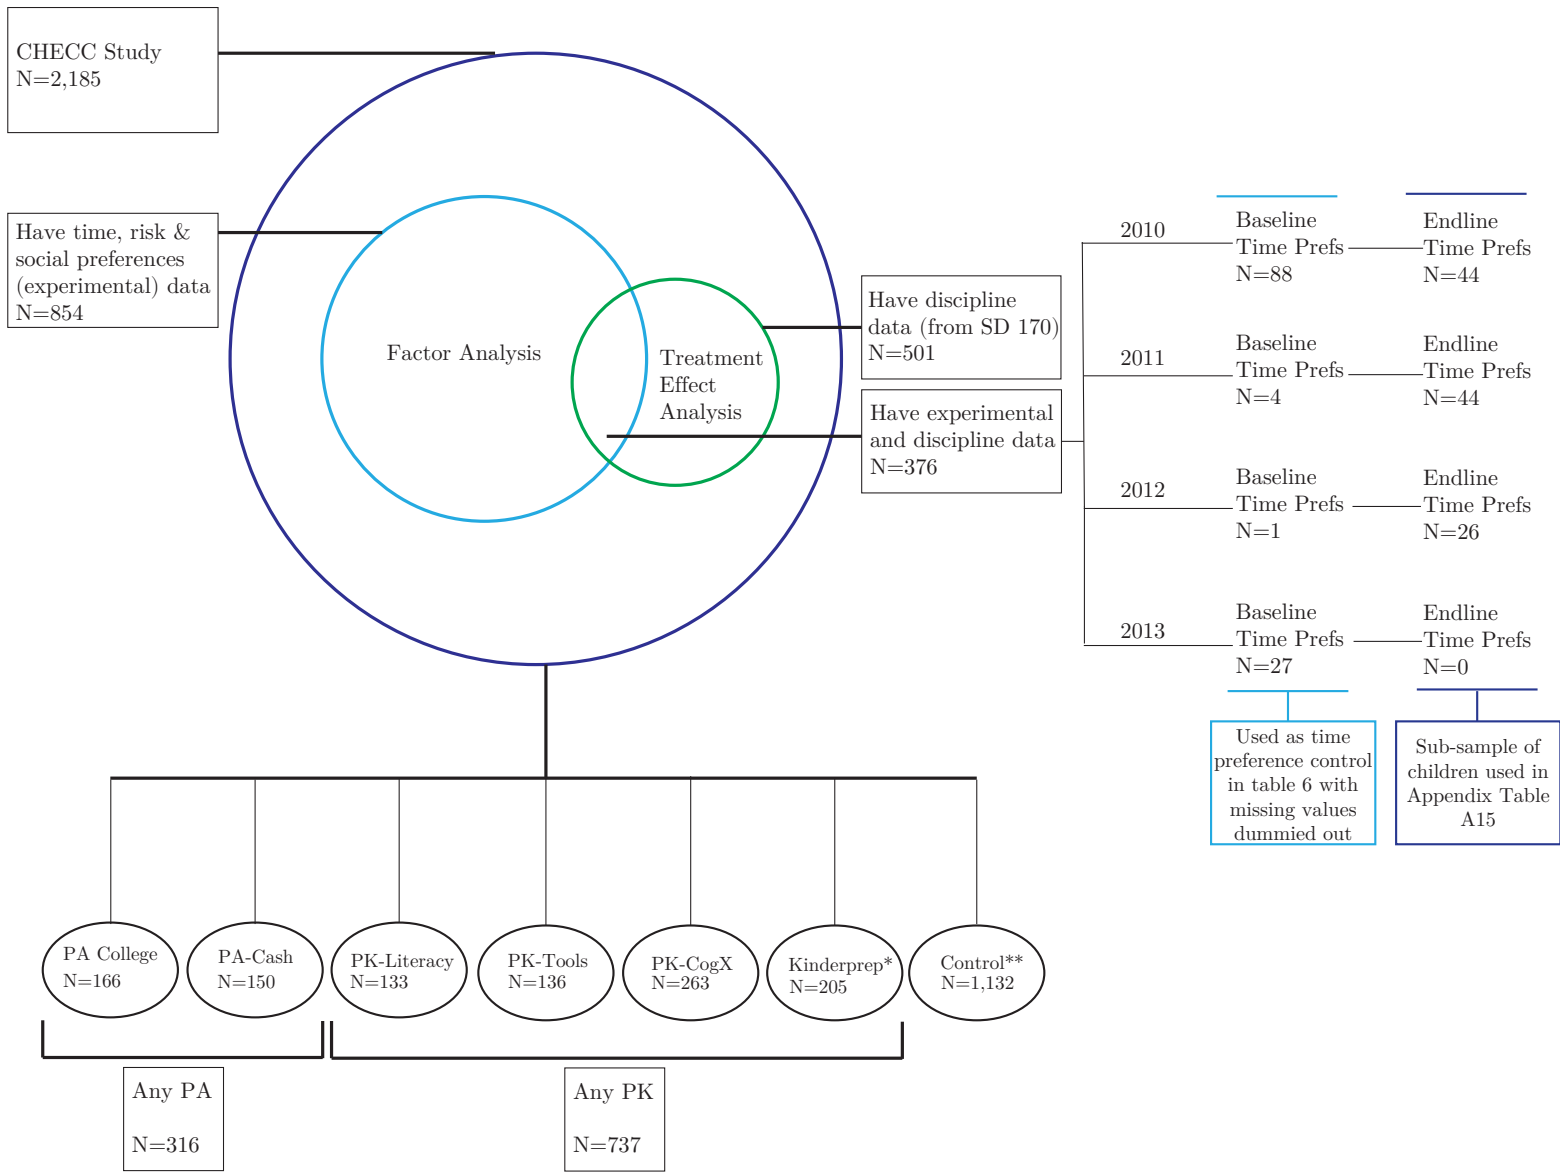 CHECC Study
N=2,185
Have time, risk &
social preferences
(experimental) data
N=854
Factor Analysis
Treatment
Effect
Analysis
Have discipline
data (from SD 170)
N=501
Have experimental
and discipline data
N=376
2010
Baseline
Time Prefs
N=88
Endline
Time Prefs
N=44
2011
Baseline
Time Prefs
N=4
Endline
Time Prefs
N=44
2012
Baseline
Time Prefs
N=1
Endline
Time Prefs
N=26
2013
Baseline
Time Prefs
N=27
Endline
Time Prefs
N=0
Used as time
preference control
in table 6 with
missing values
dummied out
Sub-sample of
children used in
Appendix Table
A15
PA College
N=166
PA-Cash
N=150
PK-Literacy
N=133
PK-Tools
N=136
PK-CogX
N=263
Kinderprep*
N=205
Control**
N=1,132
Any PA
N=316
Any PK
N=737